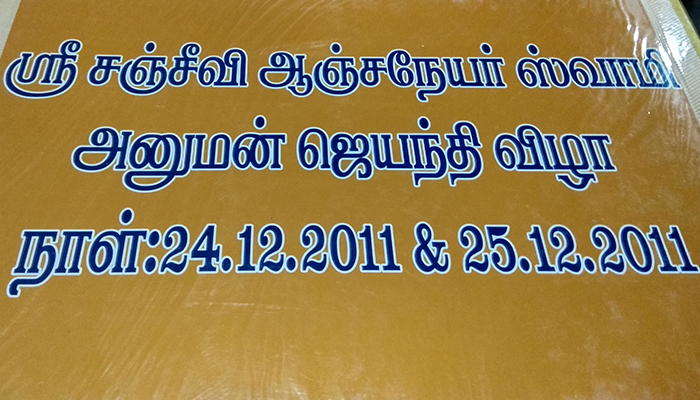 ஸ்ரீ சஞ்சீவி ஆஞ்சநேயர் ஸ்வாமி
அனுமன் ஜெயந்தி விழா
நாள்:24.12.2011 & 25.12.2011